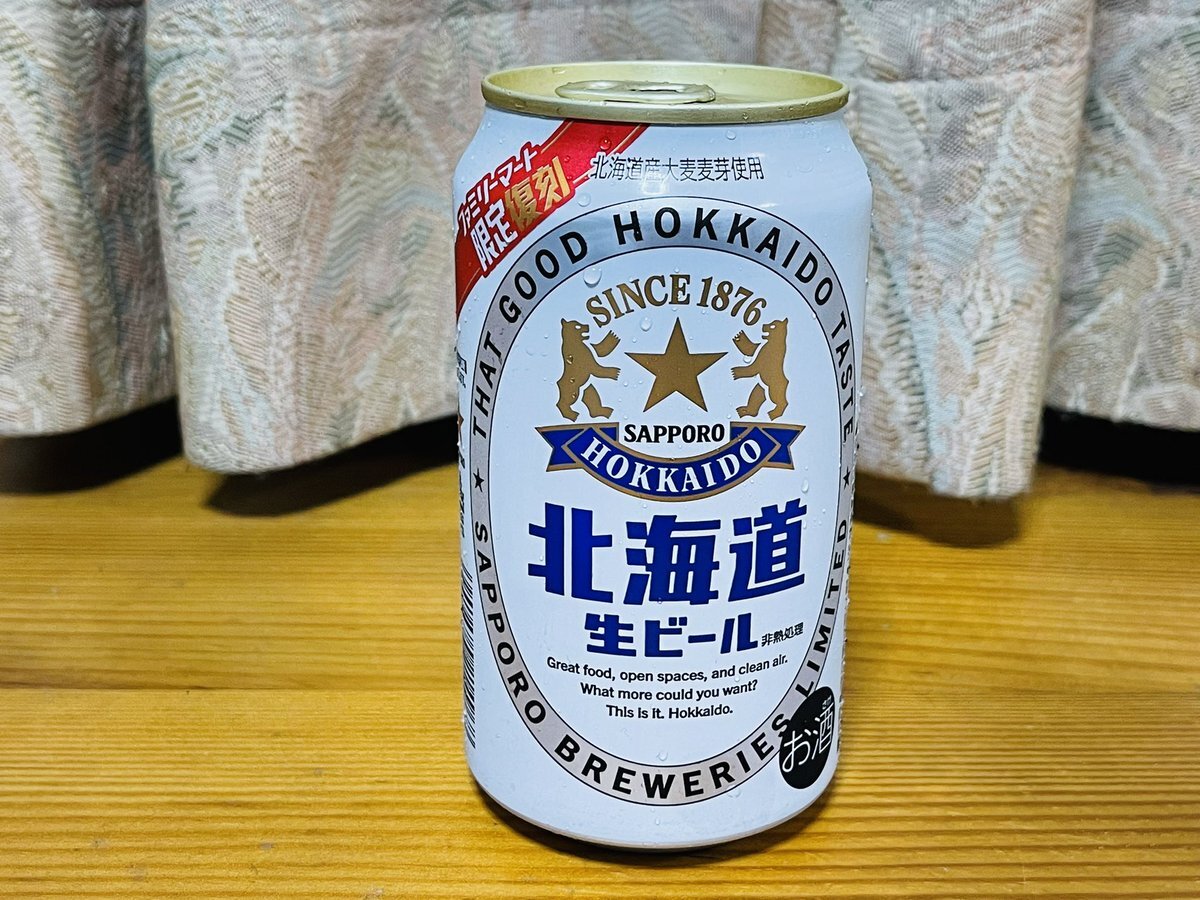 ファミリーマート
限定復刻
北海道産大麦麦芽使用
THAT GOOD HOKKAIDO TASTE
SINCE 1876
SAPPORO
HOKKAIDO
北海道
生ビール 非熱処理
Great food, open spaces, and clean air.
What more could you want?
This is it. Hokkaido.
★ SAPPORO BREWERIES LIMITED ★
お酒